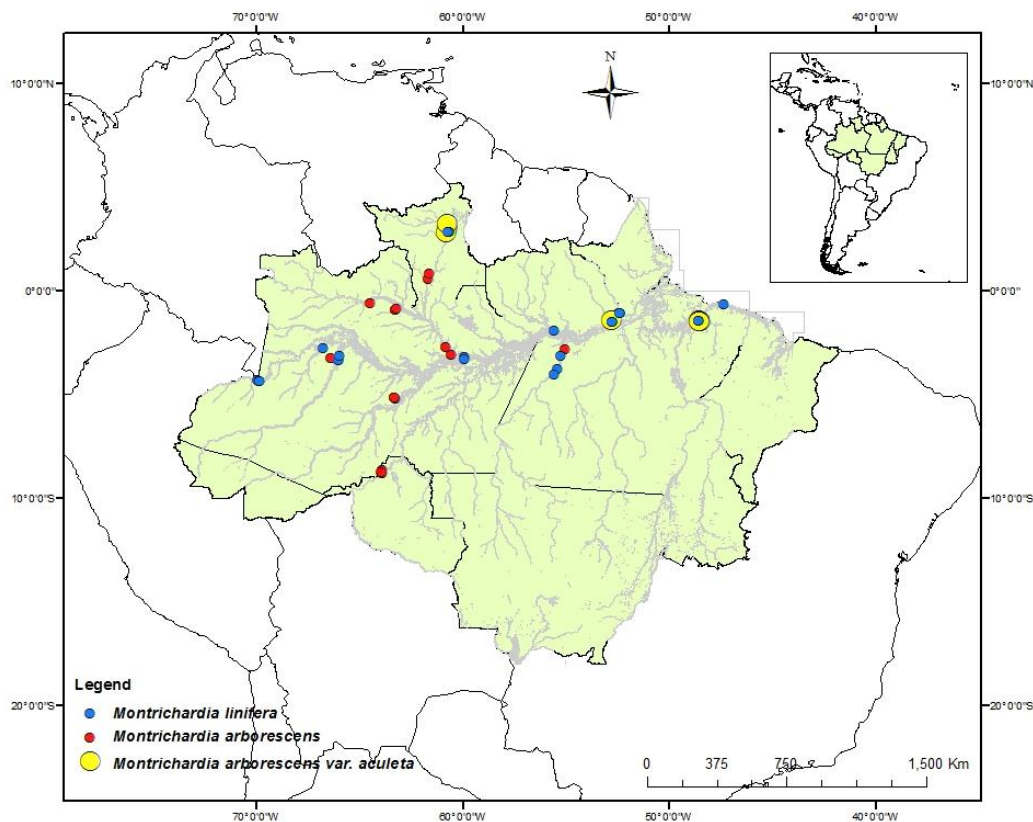 70°0'0"W 60°0'0"W 50°0'0"W 40°0'0"W
10°0'0"N 10°0'0"N
N
0°0'0" 0°0'0"
10°0'0"S 10°0'0"S
20°0'0"S 20°0'0"S
Legend
Montrichardia linifera
Montrichardia arborescens
Montrichardia arborescens var. aculeta
0 375 750 1,500 Km
70°0'0"W 60°0'0"W 50°0'0"W 40°0'0"W